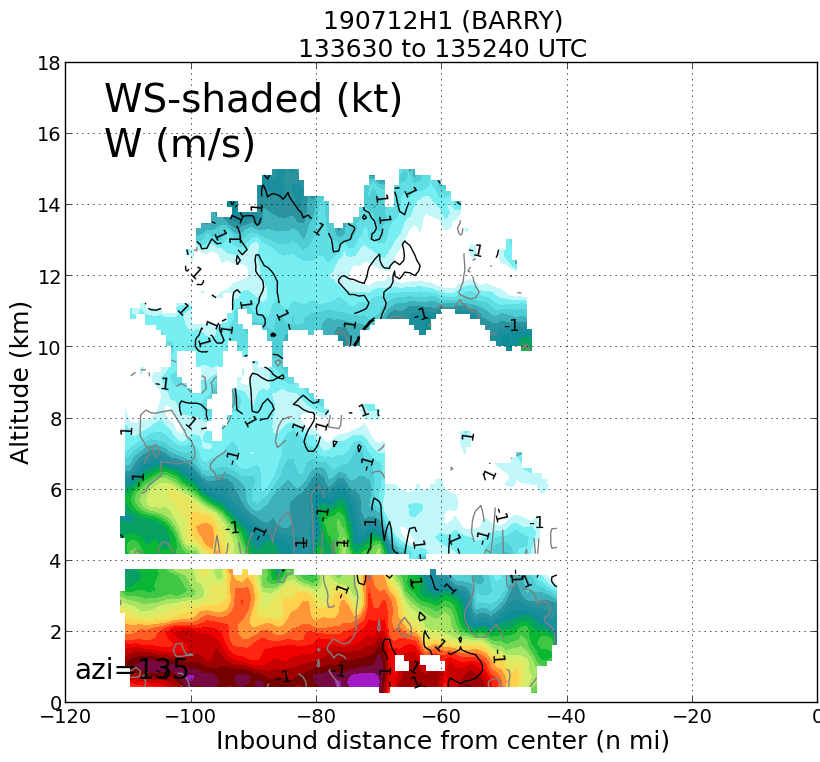 190712H1 (BARRY)
133630 to 135240 UTC
WS-shaded (kt)
W (m/s)
azi=135
Altitude (km)
18
16
14
12
10
8
6
4
2
0
−120
−100
−80
−60
−40
−20
0
Inbound distance from center (n mi)